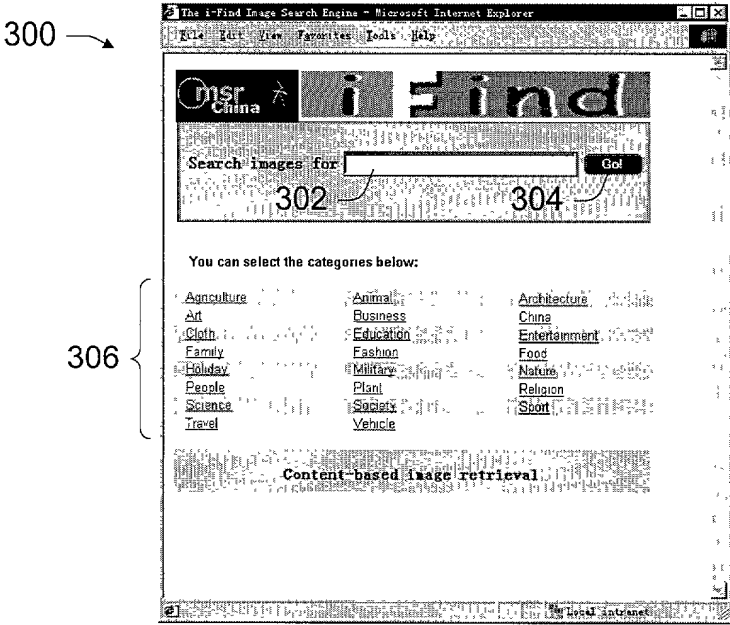 The i-Find Image Search Engine - Microsoft Internet Explorer
300
File Edit View Favorites Tools Help
msr China
i Find
Search images for
Go!
302
304
You can select the categories below:
306
Agriculture Animal Architecture
Art Business China
Cloth Education Entertainment
Family Fashion Food
Holiday Military Nature
People Plant Religion
Science Society Sport
Travel Vehicle
Content-based image retrieval
Local intranet